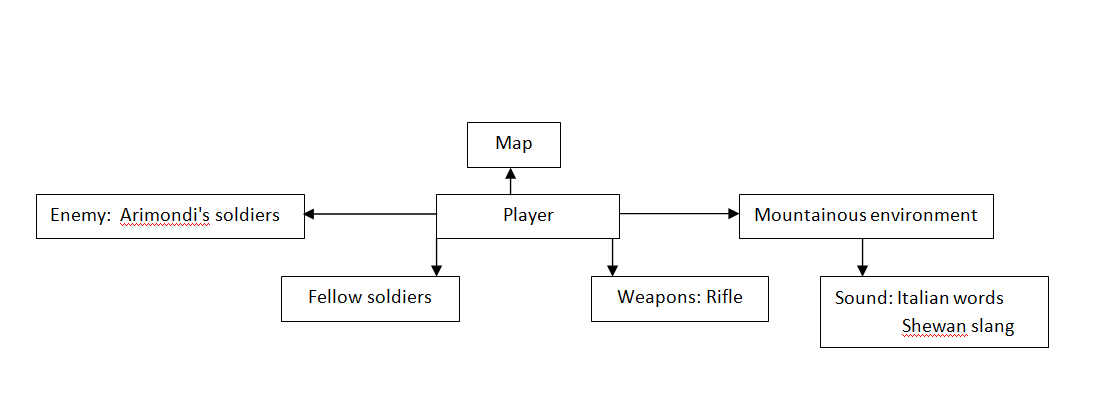 Map
Enemy: Arimondi's soldiers
Player
Mountainous environment
Fellow soldiers
Weapons: Rifle
Sound: Italian words
Shewan slang